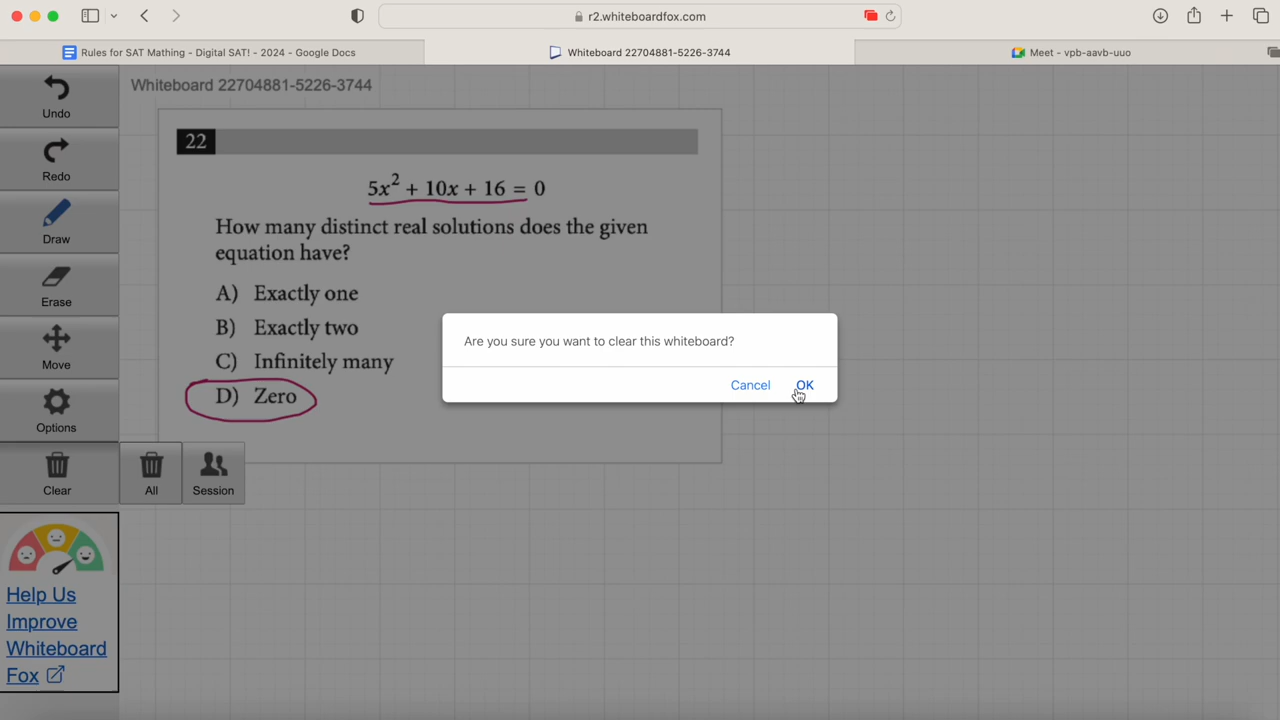 r2.whiteboardfox.com
Rules for SAT Mathing - Digital SAT! - 2024 - Google Docs
Whiteboard 22704881-5226-3744
Meet - vpb-aavb-uuo
Undo
Redo
Draw
Erase
Move
Options
Clear
All
Session
Help Us
Improve
Whiteboard
Fox
Whiteboard 22704881-5226-3744
22
5x² + 10x + 16 = 0
How many distinct real solutions does the given
equation have?
A) Exactly one
B) Exactly two
C) Infinitely many
D) Zero
Are you sure you want to clear this whiteboard?
Cancel OK